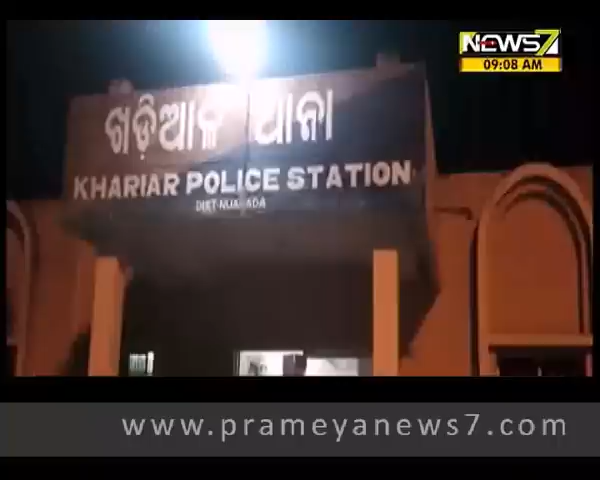 NEWS7
09:08 AM
ଖଡ଼ିଆଳ ଥାନା
KHARIAR POLICE STATION
DIST-NUAPADA
www.prameyanews7.com